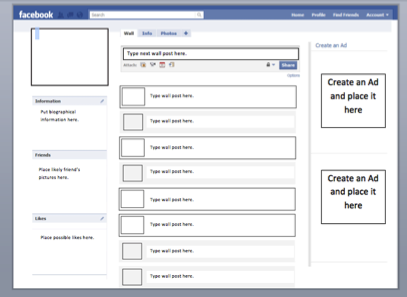 facebook
Search
Home Profile Find Friends Account
Wall Info Photos +
Type next wall post here.
Attach:
Share
Options
Type wall post here.
Type wall post here.
Type wall post here.
Type wall post here.
Type wall post here.
Type wall post here.
Type wall post here.
Type wall post here.
Information
Put biographical
information here.
Friends
Place likely friend's
pictures here.
Likes
Place possible likes here.
Create an Ad
Create an Ad
and place it
here
Create an Ad
and place it
here